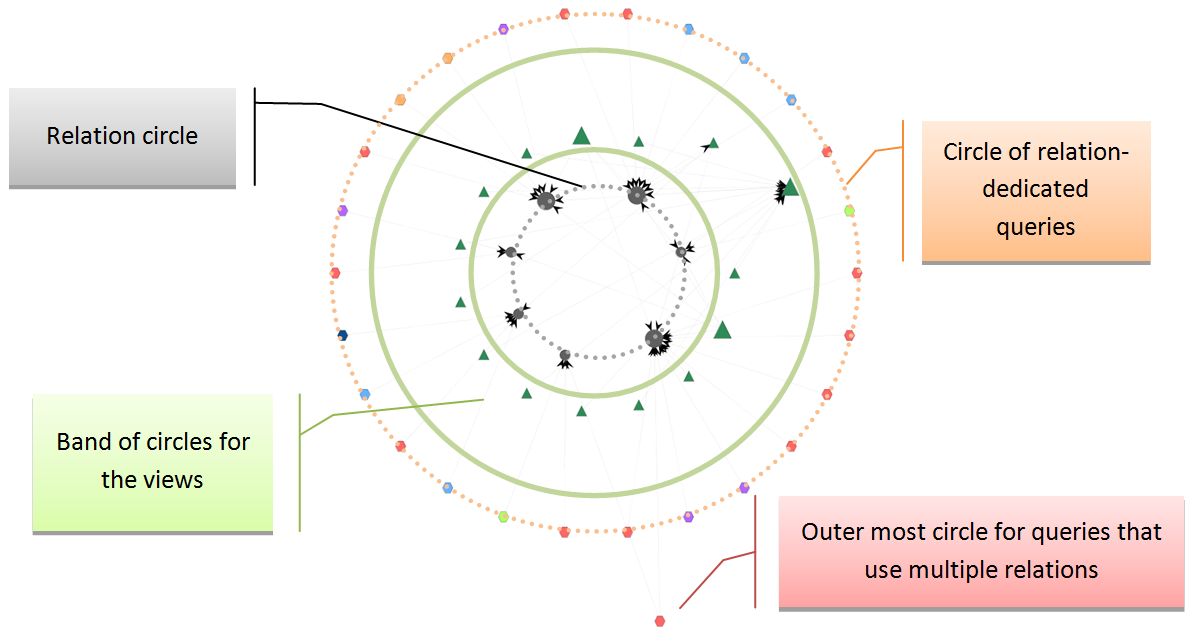 Relation circle
Circle of relation-
dedicated
queries
Band of circles for
the views
Outer most circle for queries that
use multiple relations